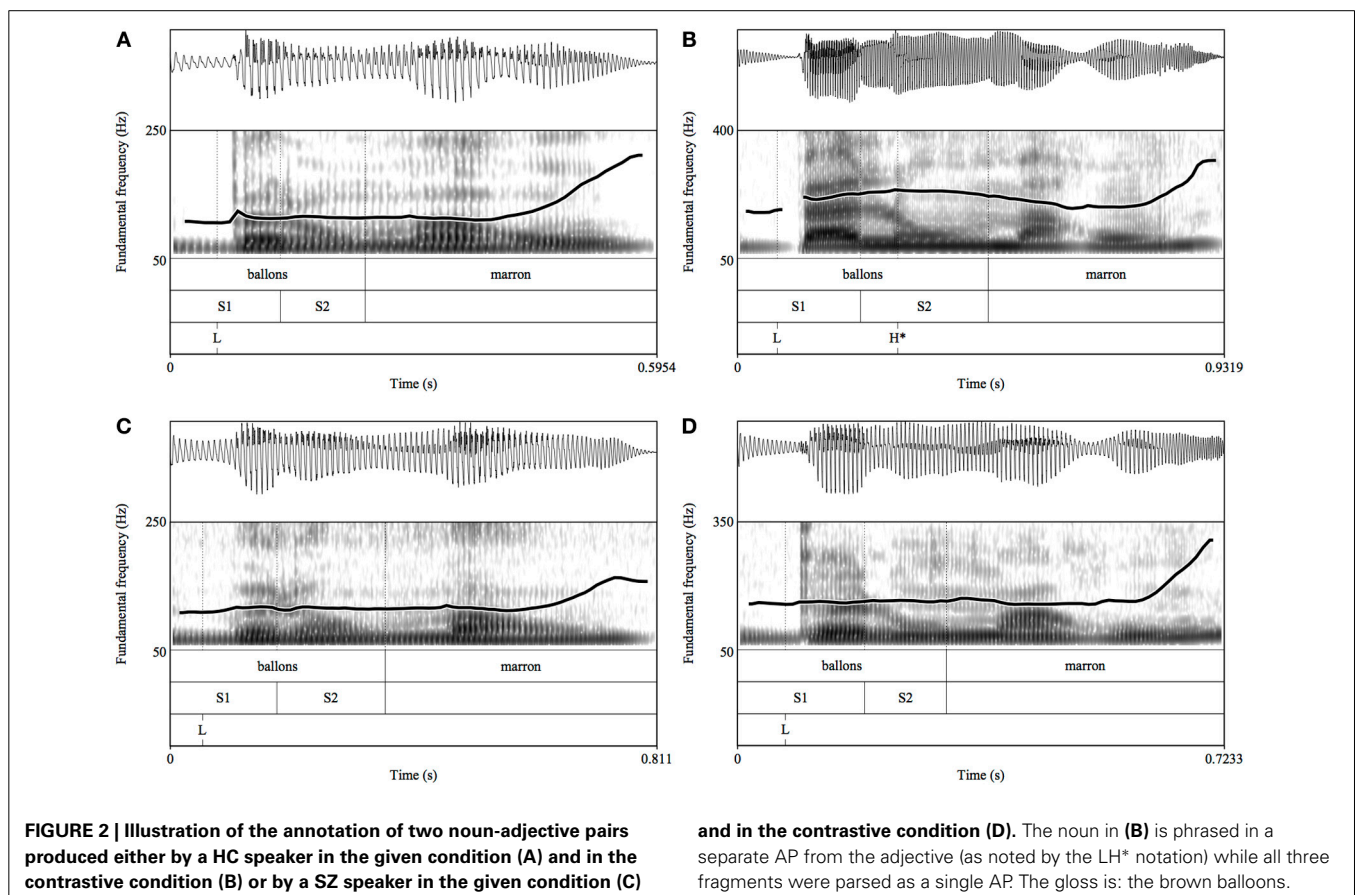 A
250
Fundamental frequency (Hz)
50
ballons
marron
S1
S2
L
0
0.5954
Time (s)
B
400
Fundamental frequency (Hz)
50
ballons
marron
S1
S2
L
H*
0
0.9319
Time (s)
C
250
Fundamental frequency (Hz)
50
ballons
marron
S1
S2
L
0
0.811
Time (s)
D
350
Fundamental frequency (Hz)
50
ballons
marron
S1
S2
L
0
0.7233
Time (s)
FIGURE 2 | Illustration of the annotation of two noun-adjective pairs
produced either by a HC speaker in the given condition (A) and in the
contrastive condition (B) or by a SZ speaker in the given condition (C)
and in the contrastive condition (D). The noun in (B) is phrased in a
separate AP from the adjective (as noted by the LH* notation) while all three
fragments were parsed as a single AP. The gloss is: the brown balloons.